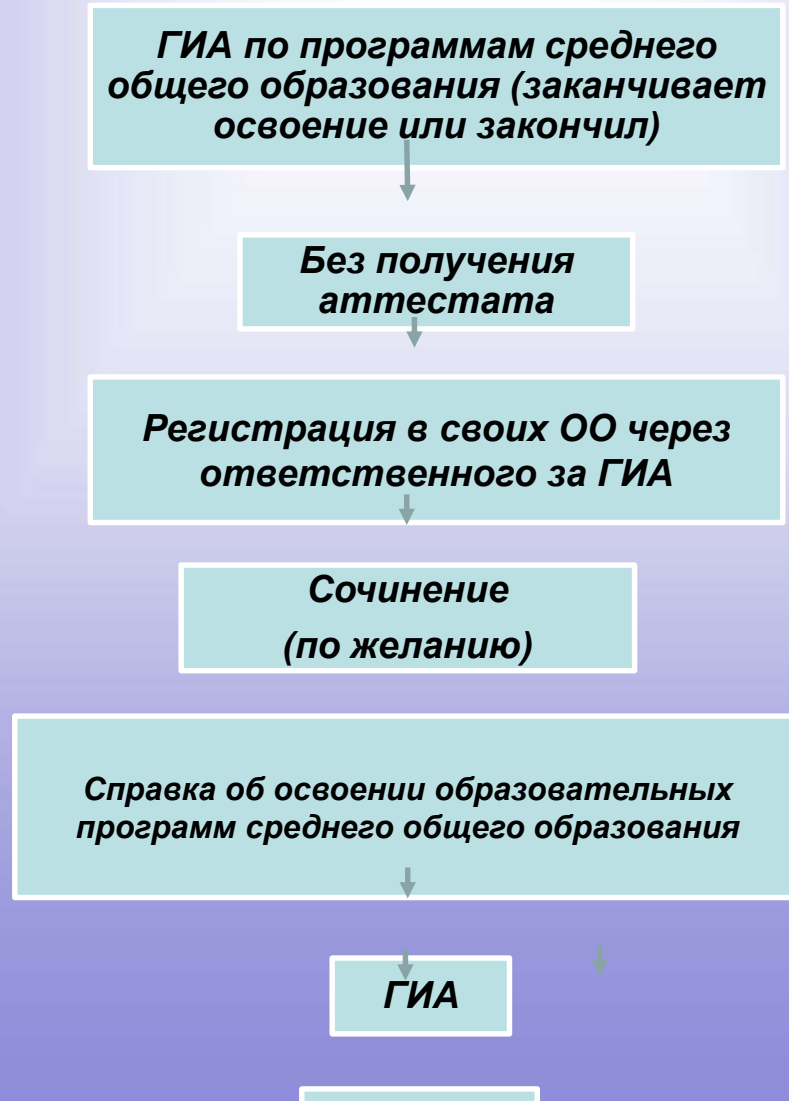 ГИА по программам среднего
общего образования (заканчивает
освоение или закончил)
Без получения
аттестата
Регистрация в своих ОО через
ответственного за ГИА
Сочинение
(по желанию)
Справка об освоении образовательных
программ среднего общего образования
ГИА